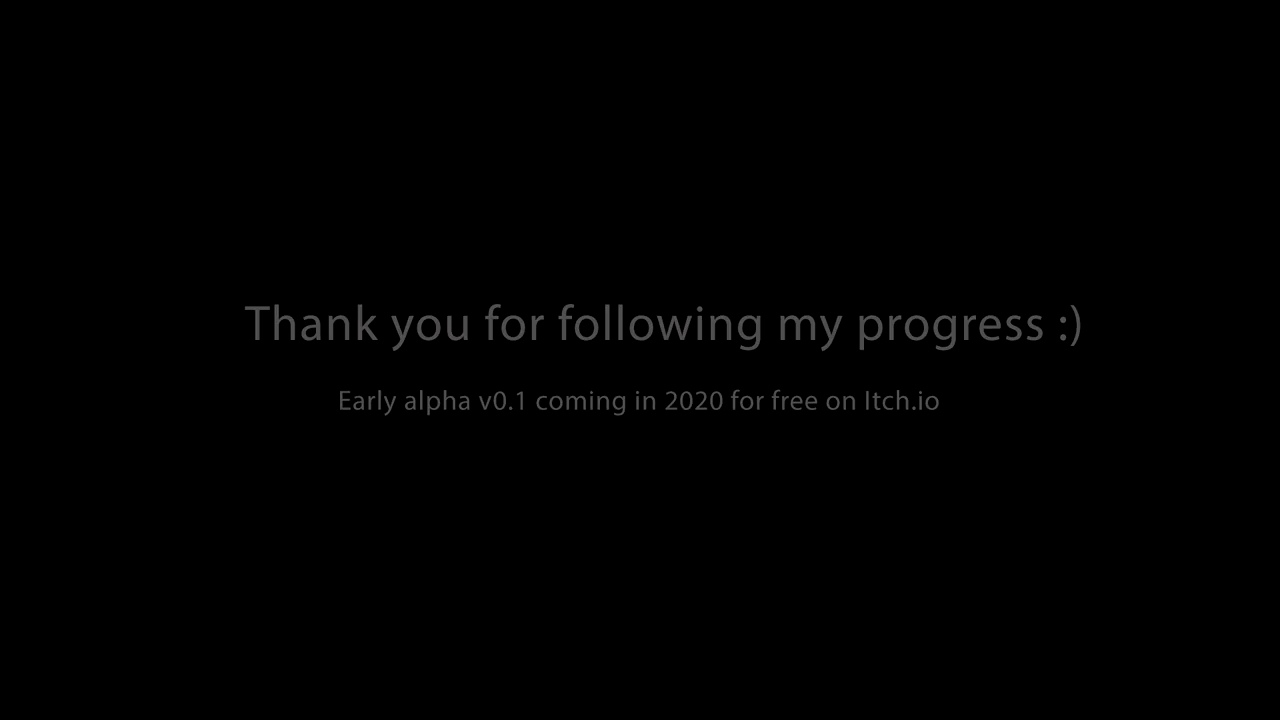 Thank you for following my progress :)
Early alpha v0.1 coming in 2020 for free on Itch.io